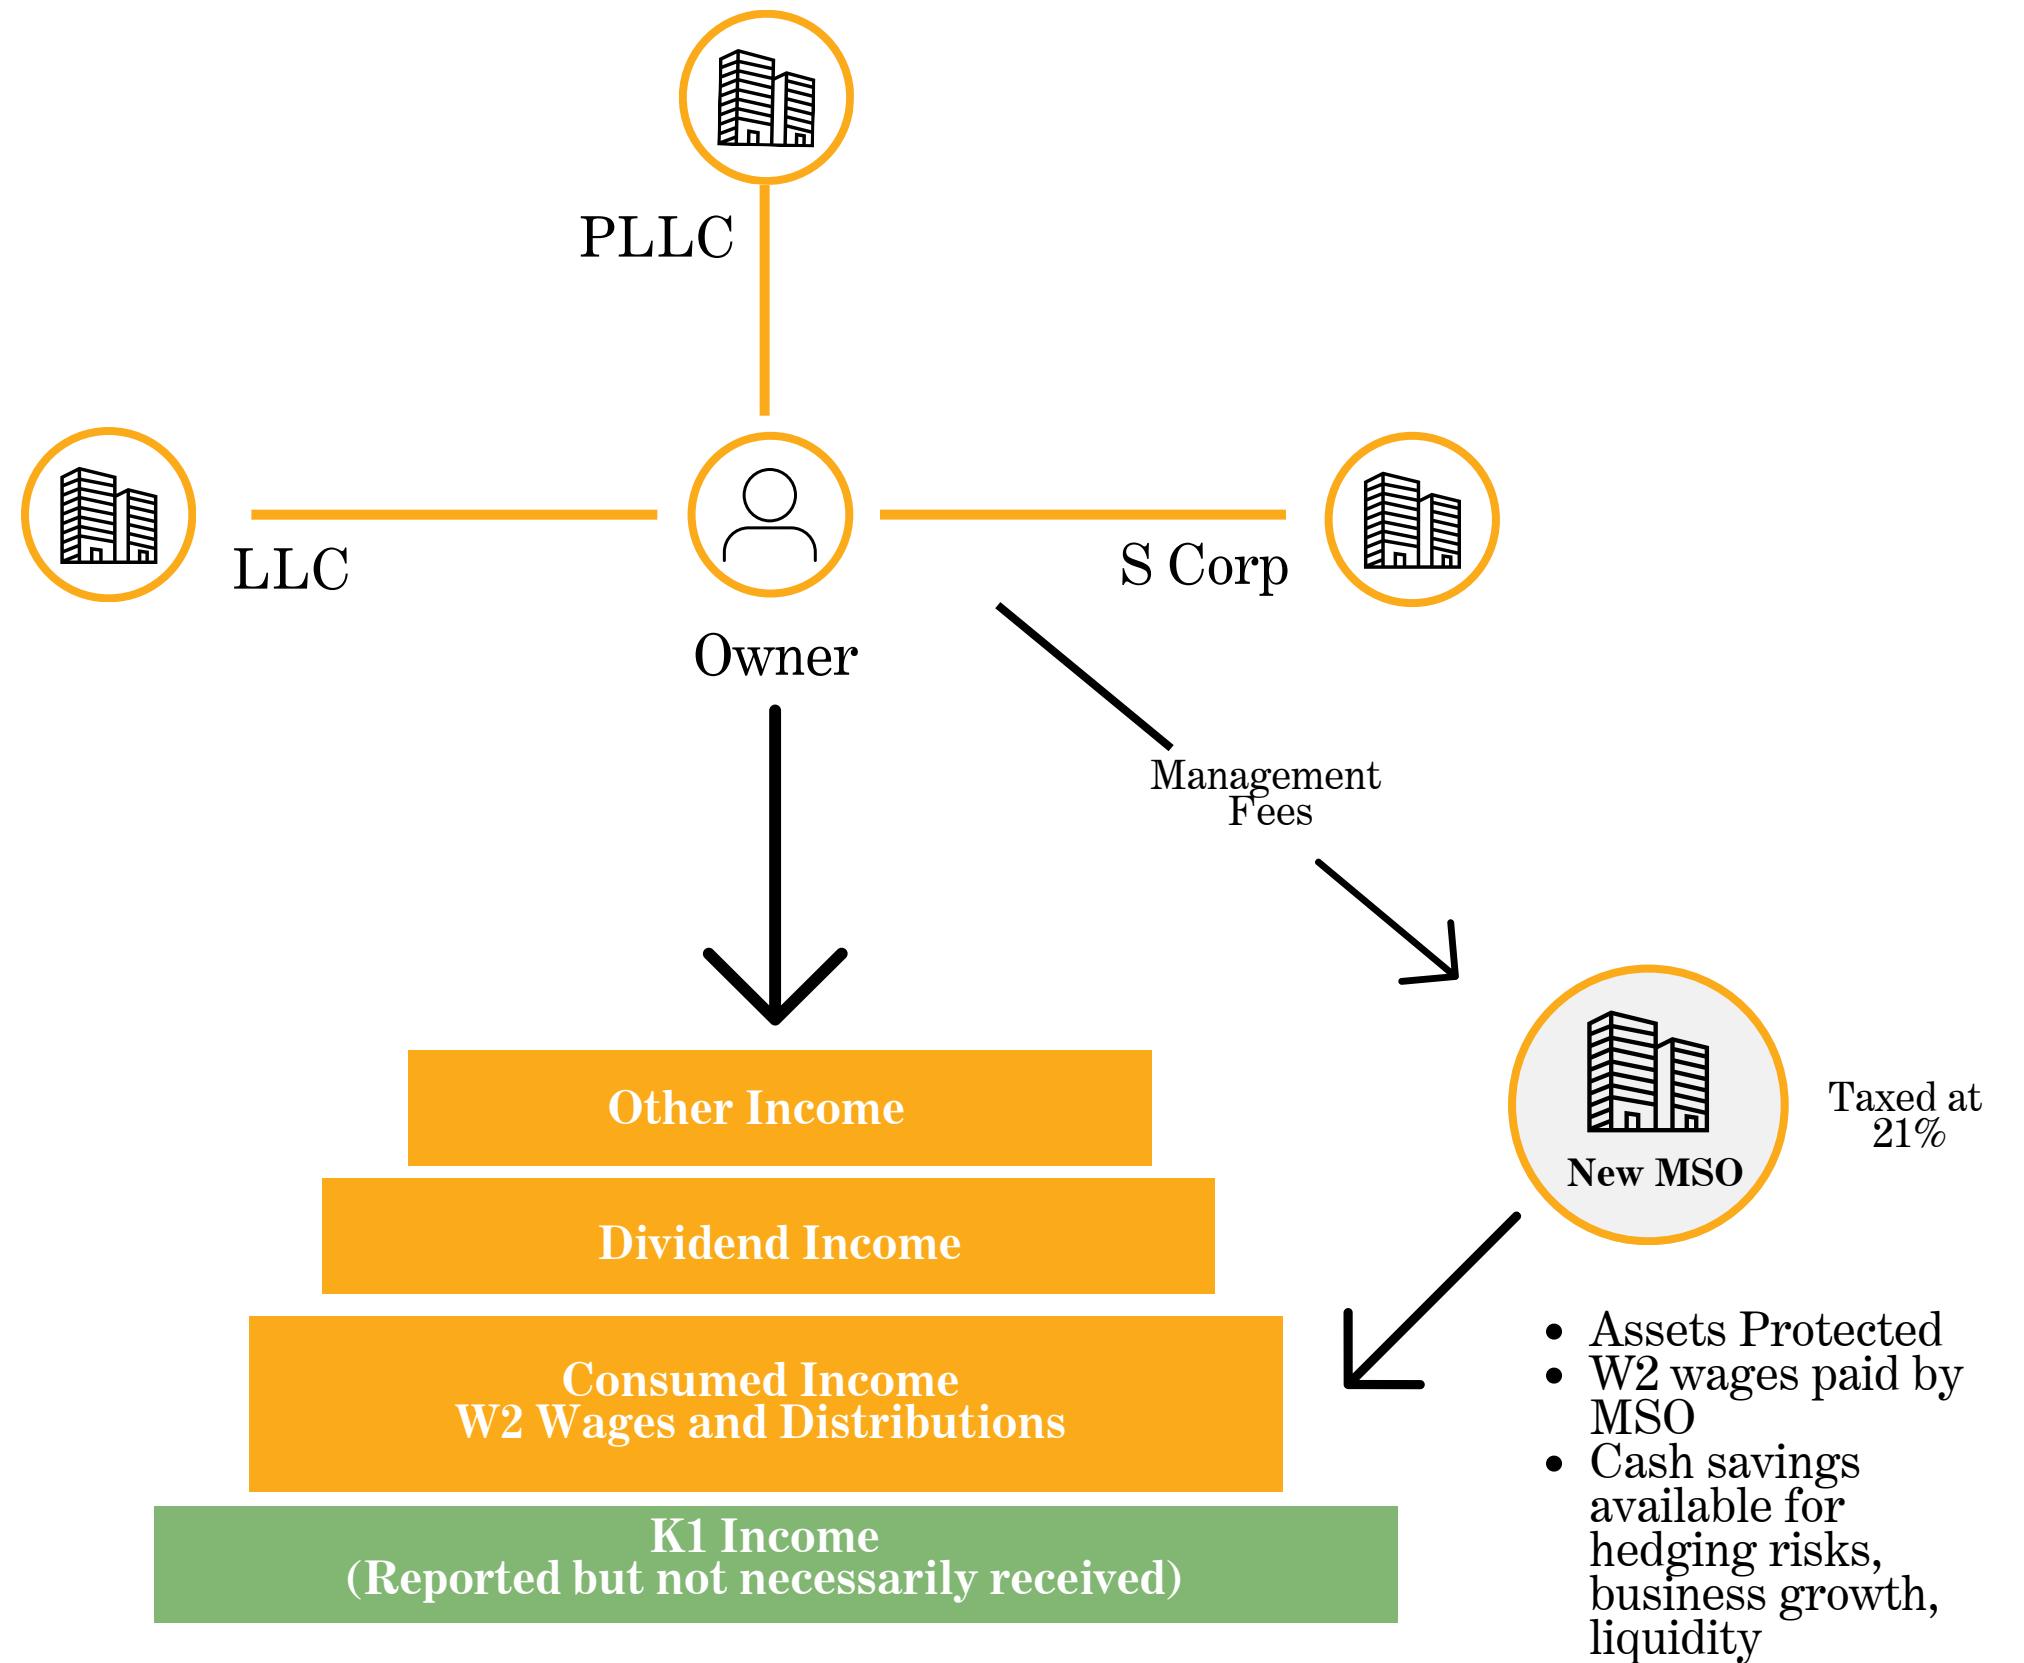 PLLC
LLC
S Corp
Owner
Management
Fees
Other Income
Dividend Income
Consumed Income
W2 Wages and Distributions
K1 Income
(Reported but not necessarily received)
New MSO
Taxed at
21%
• Assets Protected
• W2 wages paid by
MSO
• Cash savings
available for
hedging risks,
business growth,
liquidity